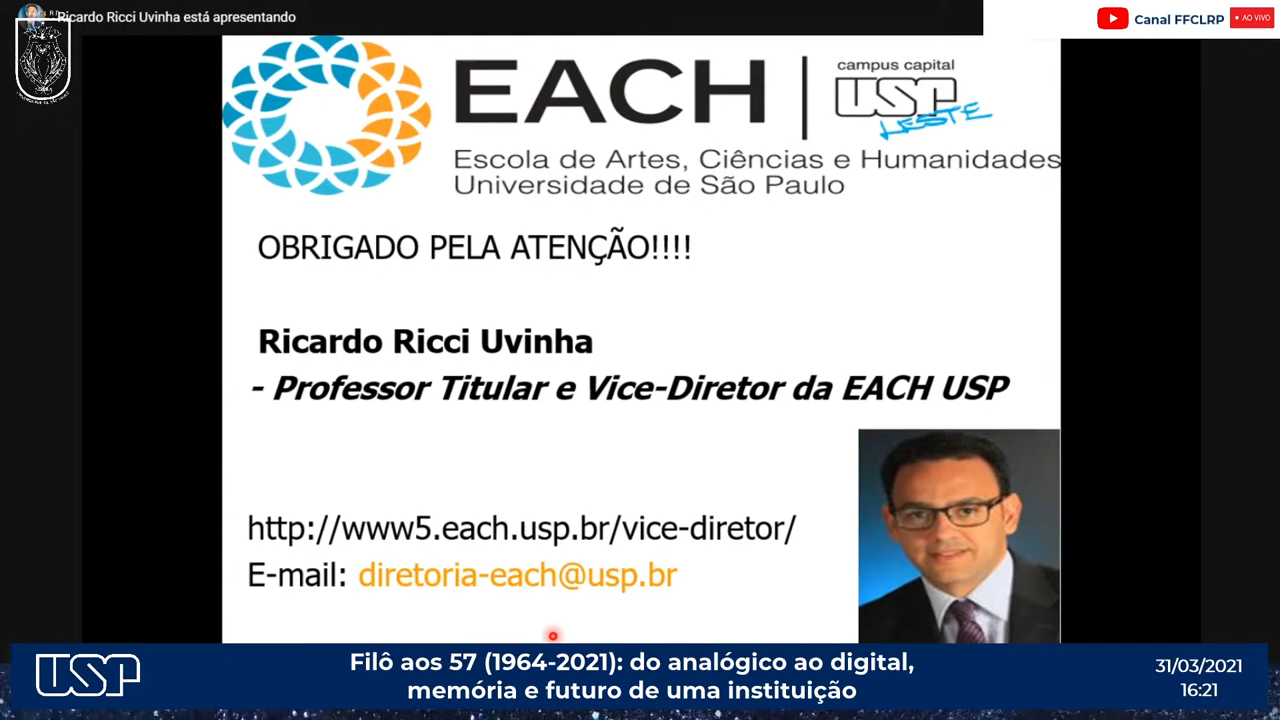 Ricardo Ricci Uvinha está apresentando
Canal FFCLRP
AO VIVO
EACH
campus capital
USP
LESTE
Escola de Artes, Ciências e Humanidades
Universidade de São Paulo
OBRIGADO PELA ATENÇÃO!!!!
Ricardo Ricci Uvinha
- Professor Titular e Vice-Diretor da EACH USP
http://www5.each.usp.br/vice-diretor/
E-mail: diretoria-each@usp.br
USP
Filô aos 57 (1964-2021): do analógico ao digital,
memória e futuro de uma instituição
31/03/2021
16:21